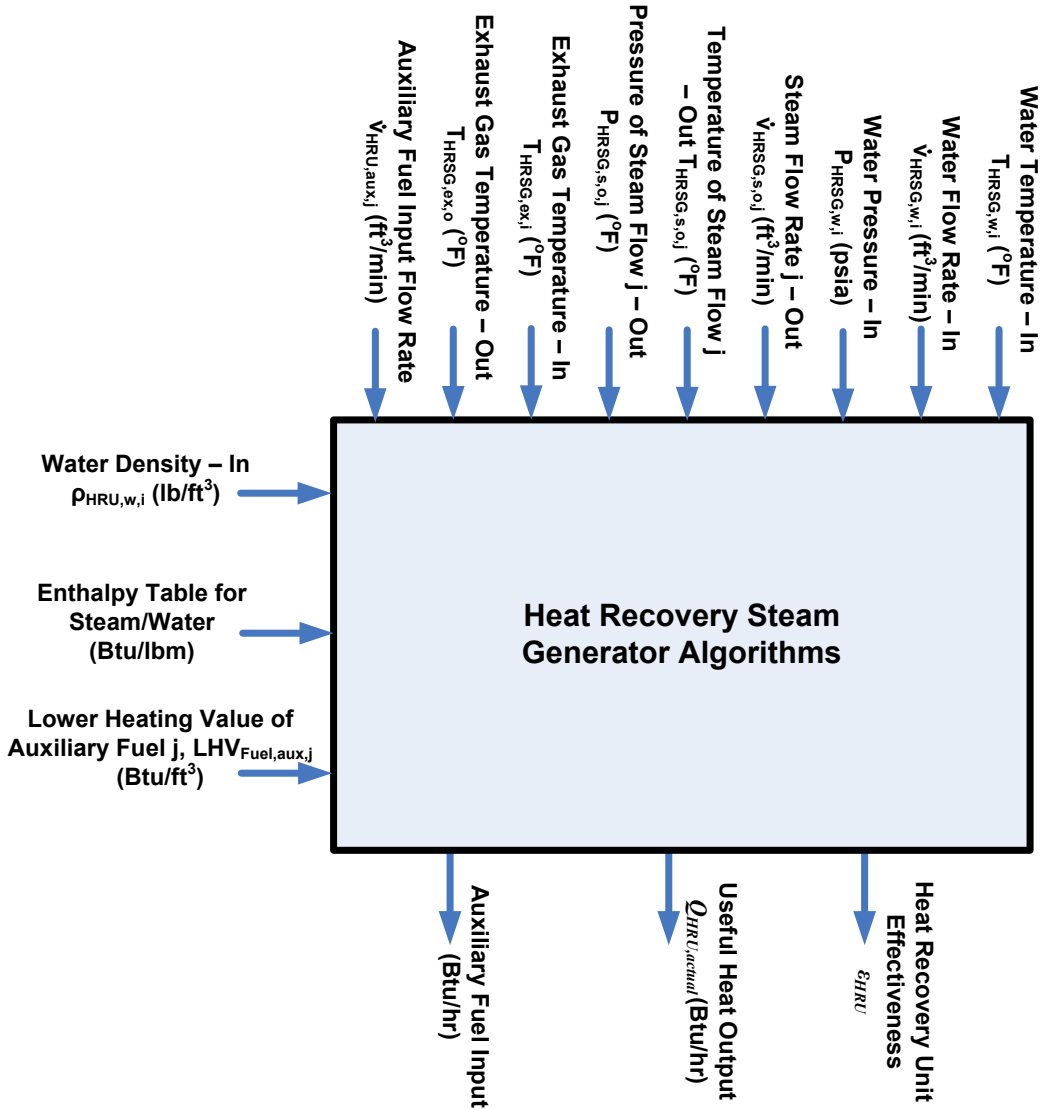 Auxiliary Fuel Input Flow Rate
v̇HRU,aux,j (ft³/min)
Exhaust Gas Temperature – Out
THRSG,ex,o (°F)
Exhaust Gas Temperature – In
THRSG,ex,i (°F)
Pressure of Steam Flow j – Out
PHRSG,s,o,j (°F)
Temperature of Steam Flow j
– Out THRSG,s,o,j (°F)
Steam Flow Rate j – Out
v̇HRSG,s,o,j (ft³/min)
Water Pressure – In
PHRSG,w,i (psia)
Water Flow Rate – In
v̇HRSG,w,i (ft³/min)
Water Temperature – In
THRSG,w,i (°F)
Water Density – In
ρHRU,w,i (lb/ft³)
Enthalpy Table for
Steam/Water
(Btu/lbm)
Lower Heating Value of
Auxiliary Fuel j, LHVFuel,aux,j
(Btu/ft³)
Heat Recovery Steam
Generator Algorithms
Auxiliary Fuel Input
(Btu/hr)
Useful Heat Output
QHRU,actual (Btu/hr)
Heat Recovery Unit
Effectiveness
εHRU